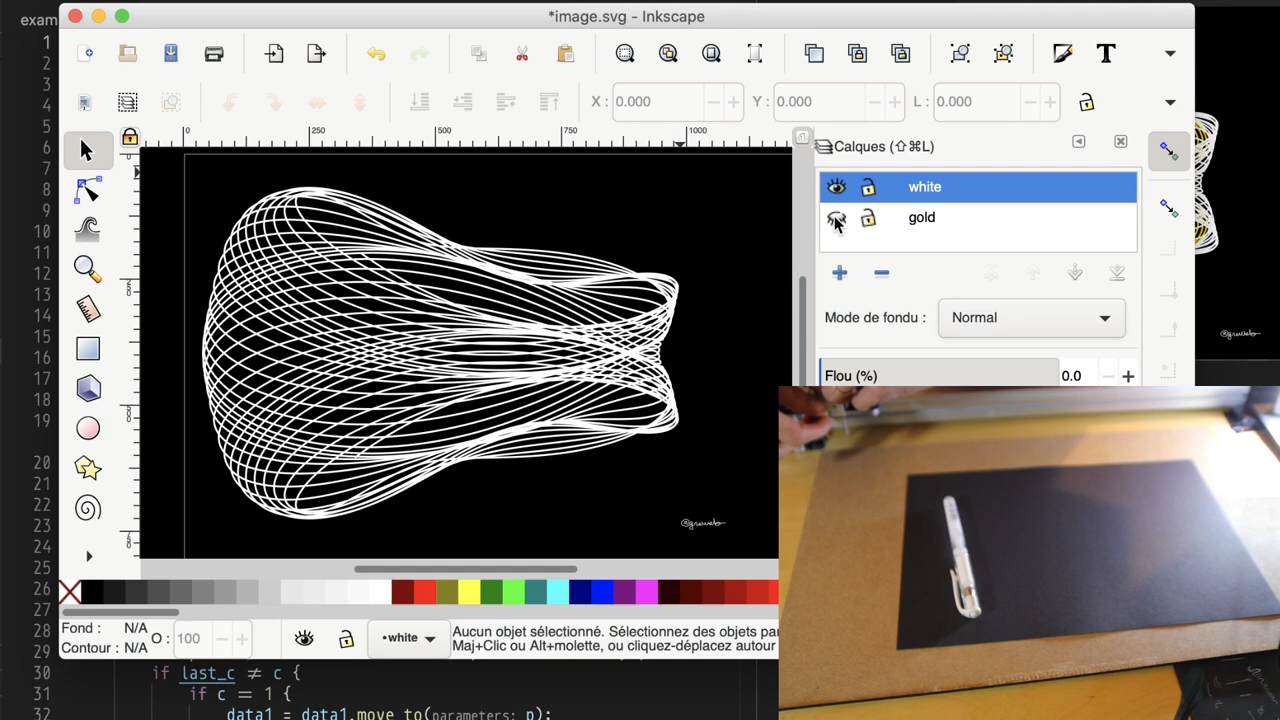 exam
*image.svg - Inkscape
X : 0.000 Y : 0.000 L : 0.000
0 250 500 750 1000
Calques (⇧⌘L)
white
gold
Mode de fondu : Normal
Flou (%) 0.0
@greweb
@greweb
Fond : N/A
Contour : N/A
O : 100
•white
Aucun objet sélectionné. Sélectionnez des objets par
Maj+Clic ou Alt+molette, ou cliquez-déplacez autour
1
2
3
4
5
6
7
8
9
10
11
12
13
14
15
16
17
18
19
20
21
22
23
24
25
26
27
28
29
30 if last_c ≠ c {
31 if c = 1 {
32 data1 = data1.move_to(parameters: p);